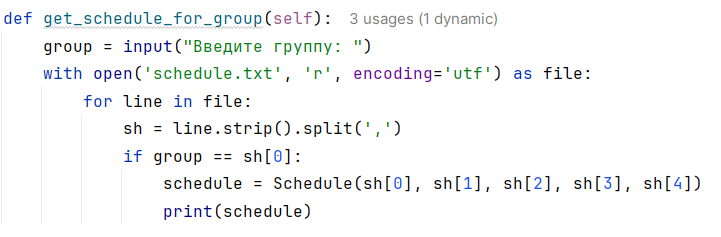 def get_schedule_for_group(self): 3 usages (1 dynamic)
    group = input("Введите группу: ")
    with open('schedule.txt', 'r', encoding='utf') as file:
        for line in file:
            sh = line.strip().split(',')
            if group == sh[0]:
                schedule = Schedule(sh[0], sh[1], sh[2], sh[3], sh[4])
                print(schedule)